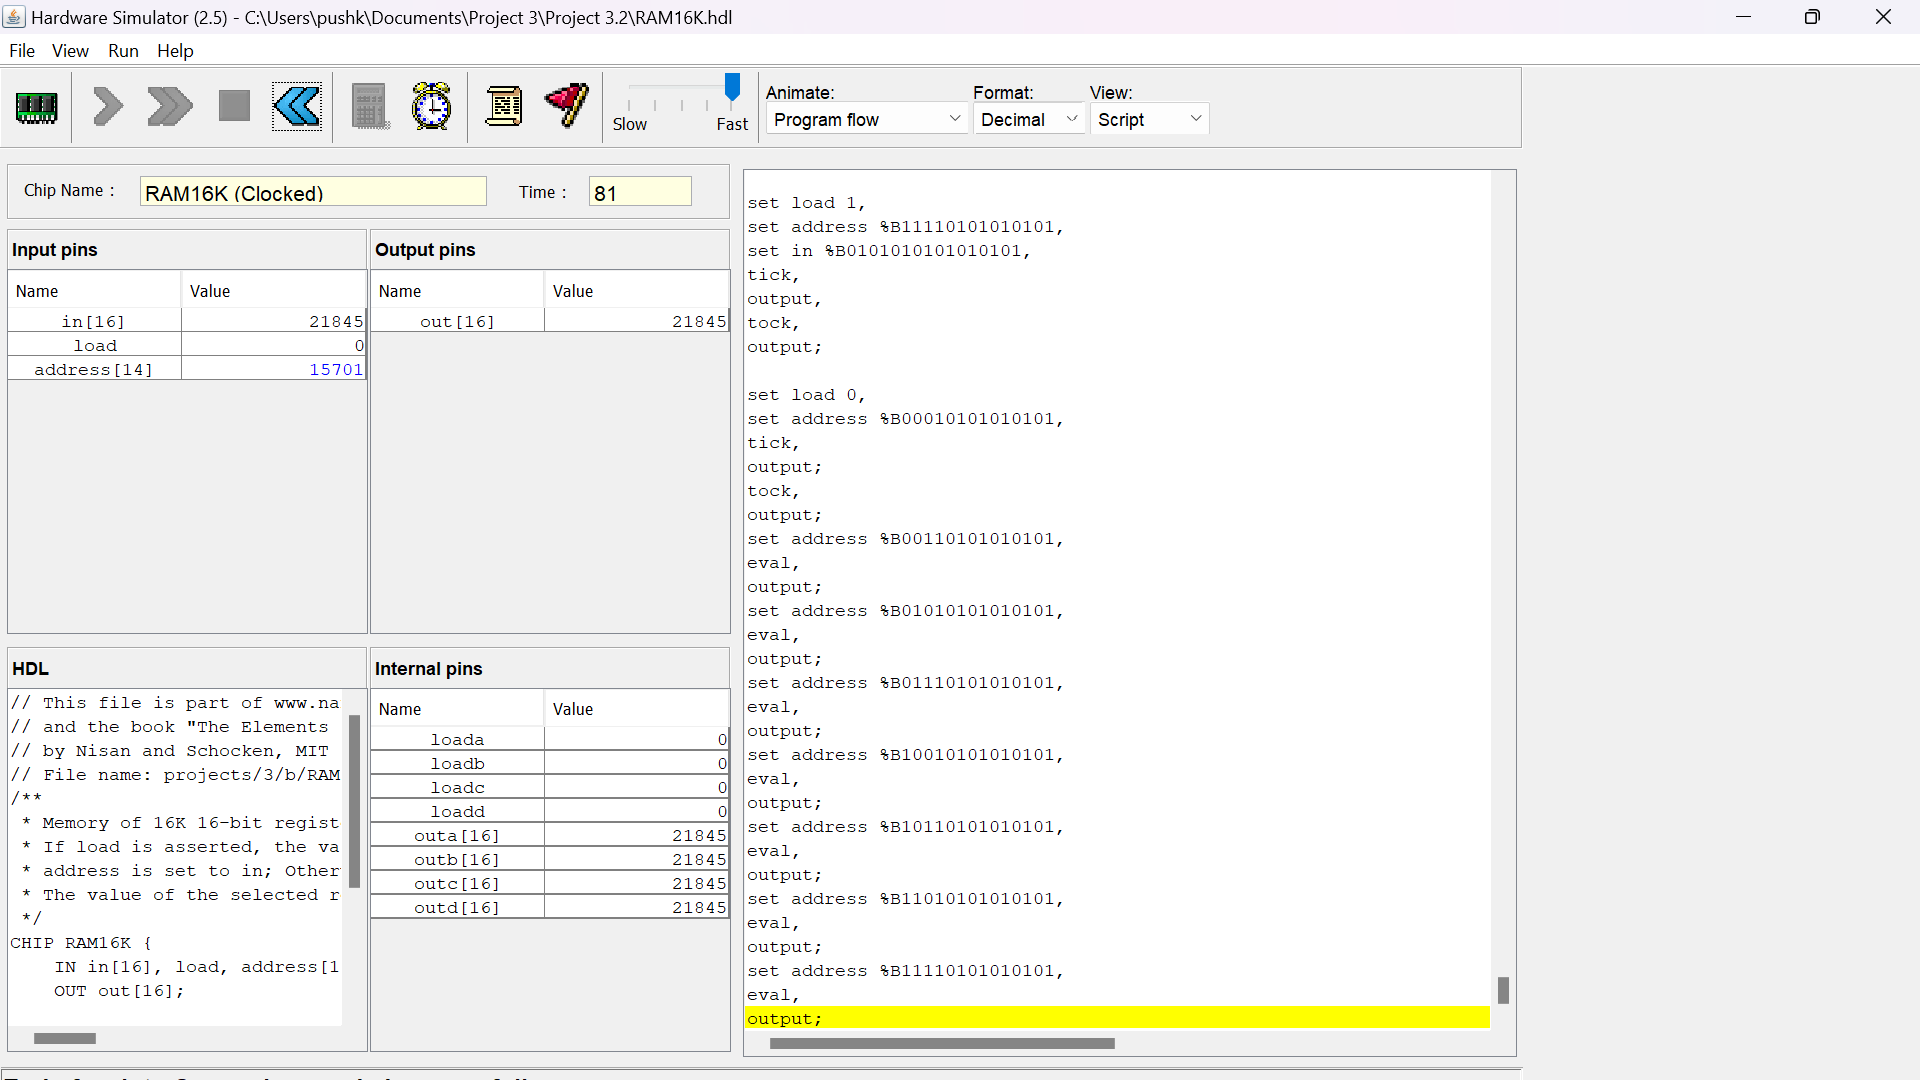 Hardware Simulator (2.5) - C:\Users\pushk\Documents\Project 3\Project 3.2\RAM16K.hdl
File View Run Help
Slow Fast
Animate: Format: View:
Program flow Decimal Script
Chip Name : RAM16K (Clocked) Time : 81
Input pins
Name Value
in[16] 21845
load 0
address[14] 15701
Output pins
Name Value
out[16] 21845
HDL
// This file is part of www.na
// and the book "The Elements
// by Nisan and Schocken, MIT
// File name: projects/3/b/RAM
/**
* Memory of 16K 16-bit regist
* If load is asserted, the va
* address is set to in; Other
* The value of the selected r
*/
CHIP RAM16K {
IN in[16], load, address[1
OUT out[16];
Internal pins
Name Value
loada 0
loadb 0
loadc 0
loadd 0
outa[16] 21845
outb[16] 21845
outc[16] 21845
outd[16] 21845
set load 1,
set address %B11110101010101,
set in %B0101010101010101,
tick,
output,
tock,
output;
set load 0,
set address %B00010101010101,
tick,
output;
tock,
output;
set address %B00110101010101,
eval,
output;
set address %B01010101010101,
eval,
output;
set address %B01110101010101,
eval,
output;
set address %B10010101010101,
eval,
output;
set address %B10110101010101,
eval,
output;
set address %B11010101010101,
eval,
output;
set address %B11110101010101,
eval,
output;